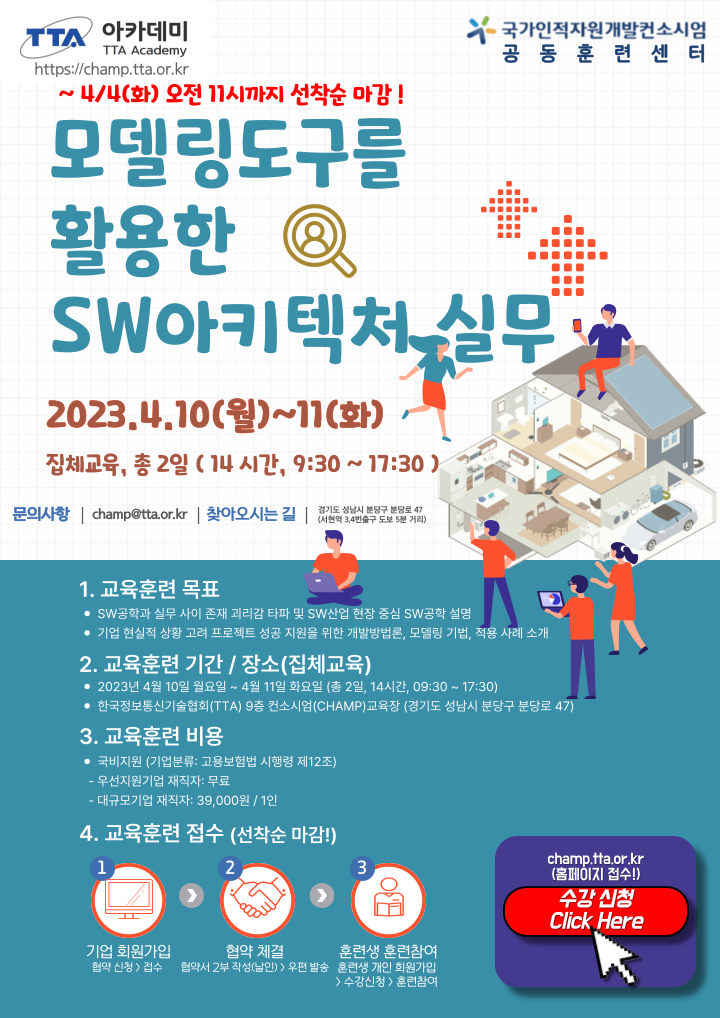 TTA 아카데미
TTA Academy
https://champ.tta.or.kr
국가인적자원개발컨소시엄
공동훈련센터
~ 4/4(화) 오전 11시까지 선착순 마감 !
모델링도구를
활용한
SW아키텍처 실무
2023.4.10(월)~11(화)
집체교육, 총 2일 ( 14 시간, 9:30 ~ 17:30 )
문의사항 | champ@tta.or.kr | 찾아오시는 길 | 경기도 성남시 분당구 분당로 47
(서현역 3,4번출구 도보 5분 거리)
1. 교육훈련 목표
• SW공학과 실무 사이 존재 괴리감 타파 및 SW산업 현장 중심 SW공학 설명
• 기업 현실적 상황 고려 프로젝트 성공 지원을 위한 개발방법론, 모델링 기법, 적용 사례 소개
2. 교육훈련 기간 / 장소(집체교육)
• 2023년 4월 10일 월요일 ~ 4월 11일 화요일 (총 2일, 14시간, 09:30 ~ 17:30)
• 한국정보통신기술협회(TTA) 9층 컨소시엄(CHAMP)교육장 (경기도 성남시 분당구 분당로 47)
3. 교육훈련 비용
• 국비지원 (기업분류: 고용보험법 시행령 제12조)
- 우선지원기업 재직자: 무료
- 대규모기업 재직자: 39,000원 / 1인
4. 교육훈련 접수 (선착순 마감!)
1
기업 회원가입
협약 신청 > 접수
2
협약 체결
협약서 2부 작성(날인) > 우편 발송
3
훈련생 훈련참여
훈련생 개인 회원가입
> 수강신청 > 훈련참여
champ.tta.or.kr
(홈페이지 접수!)
수강 신청
Click Here